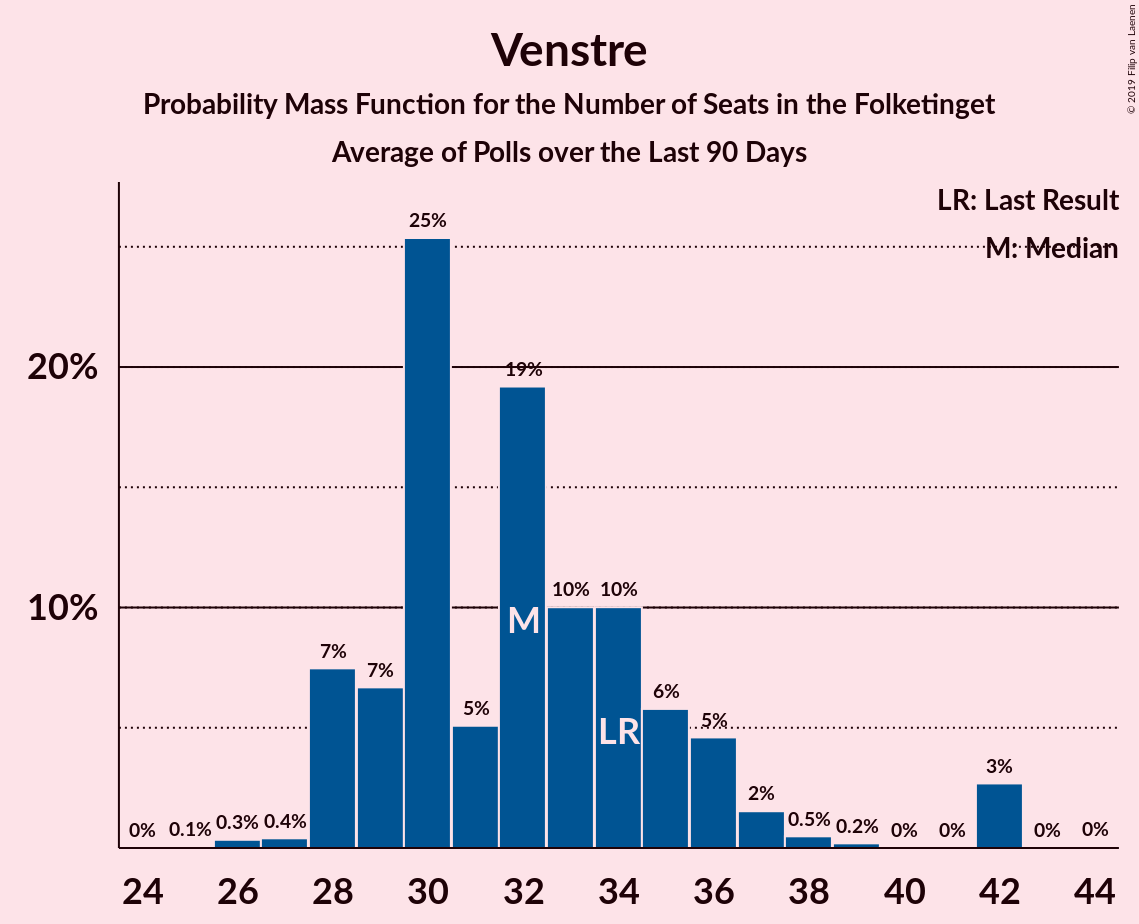 Venstre
Probability Mass Function for the Number of Seats in the Folketinget
Average of Polls over the Last 90 Days
© 2019 Filip van Laenen
LR: Last Result
M: Median
20%
10%
0%
0.1%
0.3%
0.4%
7%
7%
25%
5%
19%
10%
10%
6%
5%
2%
0.5%
0.2%
0%
0%
3%
0%
0%
M
LR
24 26 28 30 32 34 36 38 40 42 44